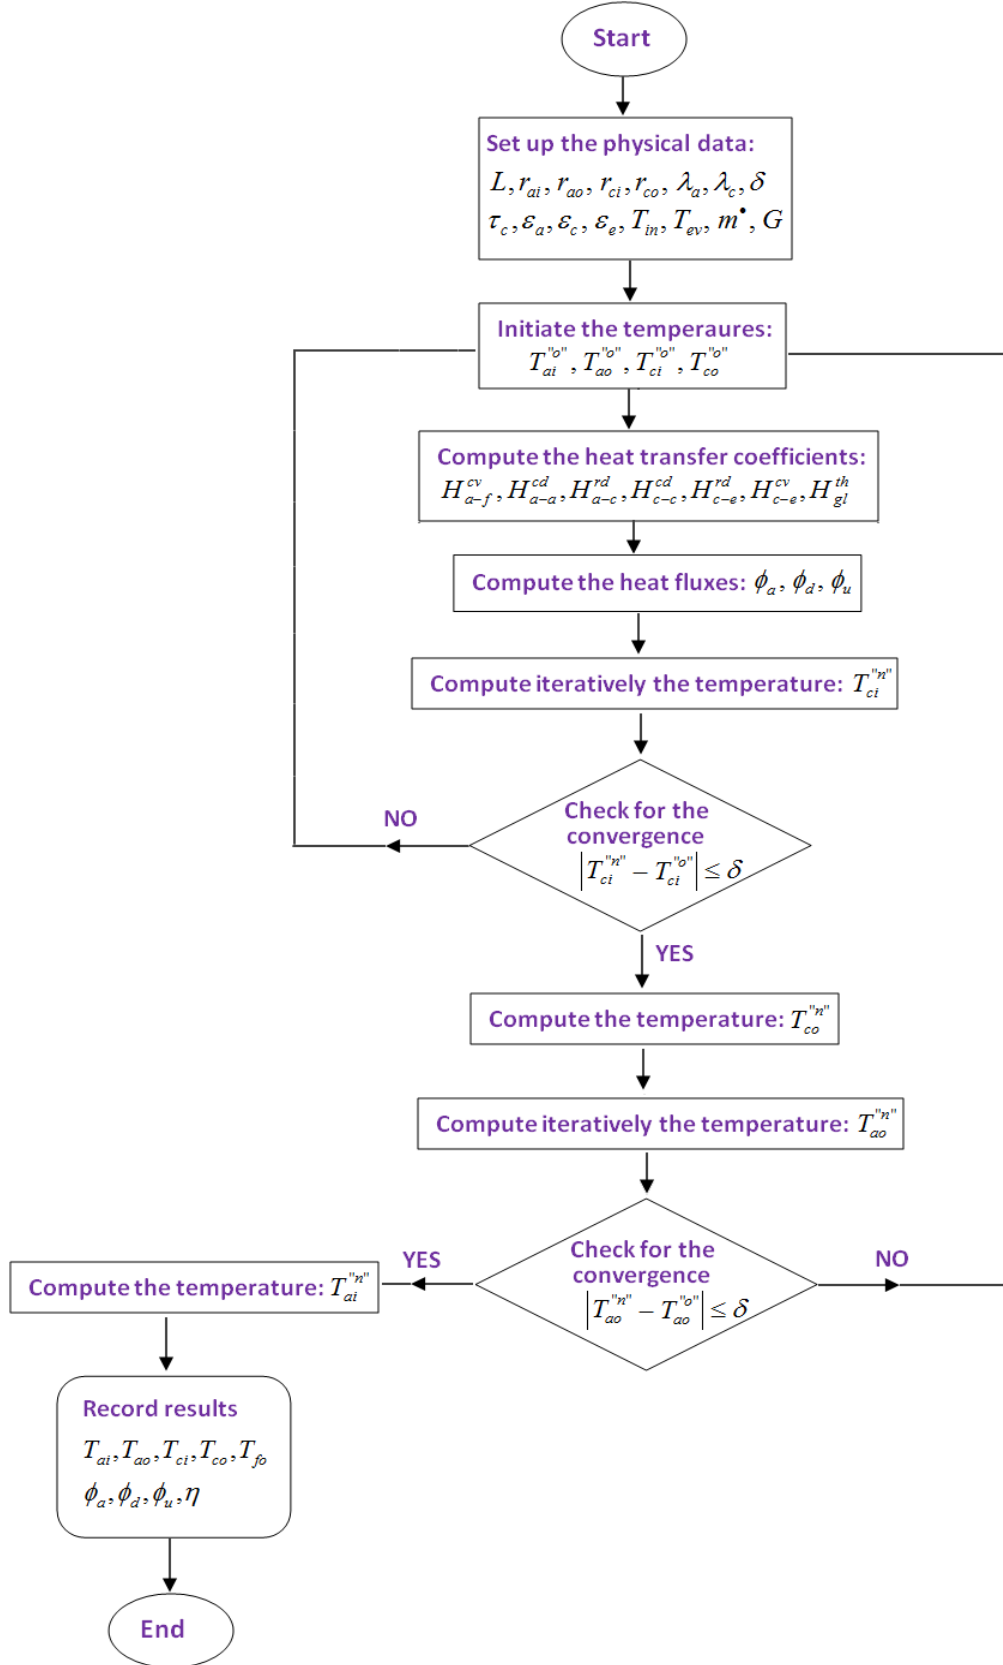 Start
Set up the physical data:
L, r_ai, r_ao, r_ci, r_co, λ_a, λ_c, δ
τ_c, ε_a, ε_c, ε_e, T_in, T_ev, m^•, G
Initiate the temperaures:
T_ai^"o", T_ao^"o", T_ci^"o", T_co^"o"
Compute the heat transfer coefficients:
H_a-f^cv, H_a-a^cd, H_a-c^rd, H_c-c^cd, H_c-e^rd, H_c-e^cv, H_gl^th
Compute the heat fluxes: ϕ_a, ϕ_d, ϕ_u
Compute iteratively the temperature: T_ci^"n"
Check for the
convergence
|T_ci^"n" − T_ci^"o"| ≤ δ
NO
YES
Compute the temperature: T_co^"n"
Compute iteratively the temperature: T_ao^"n"
Check for the
convergence
|T_ao^"n" − T_ao^"o"| ≤ δ
YES
NO
Compute the temperature: T_ai^"n"
Record results
T_ai, T_ao, T_ci, T_co, T_fo
ϕ_a, ϕ_d, ϕ_u, η
End